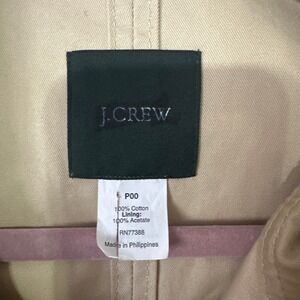 J.CREW
P00
100% Cotton
Lining:
100% Acetate
RN77388
Made in Philippines